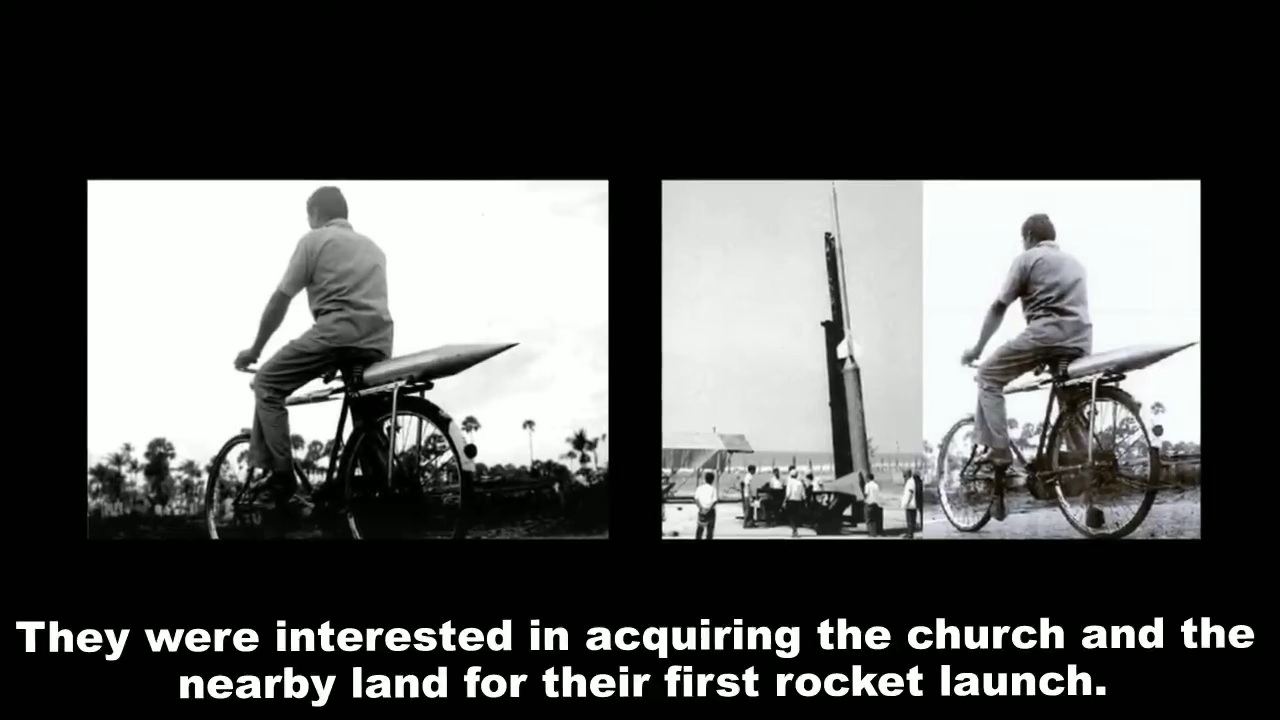 They were interested in acquiring the church and the
nearby land for their first rocket launch.